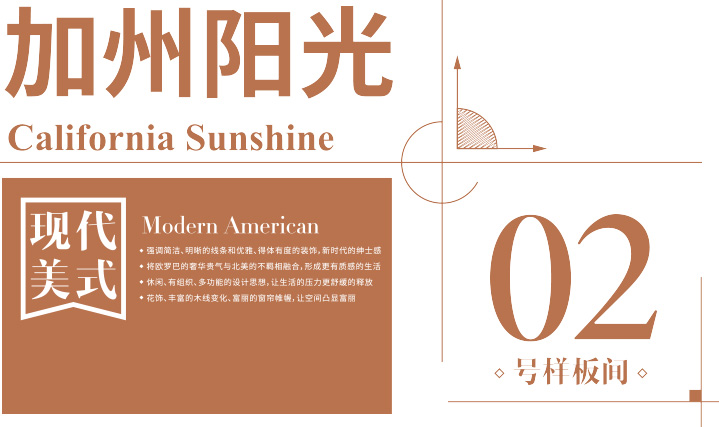 加州阳光
California Sunshine
现代
美式
Modern American
强调简洁、明晰的线条和优雅、得体有度的装饰，新时代的绅士感
将欧罗巴的奢华贵气与北美的不羁相融合，形成更有质感的生活
休闲、有组织、多功能的设计思想，让生活的压力更舒缓的释放
花饰、丰富的木线变化、富丽的窗帘帷幄，让空间凸显富丽
02
号样板间